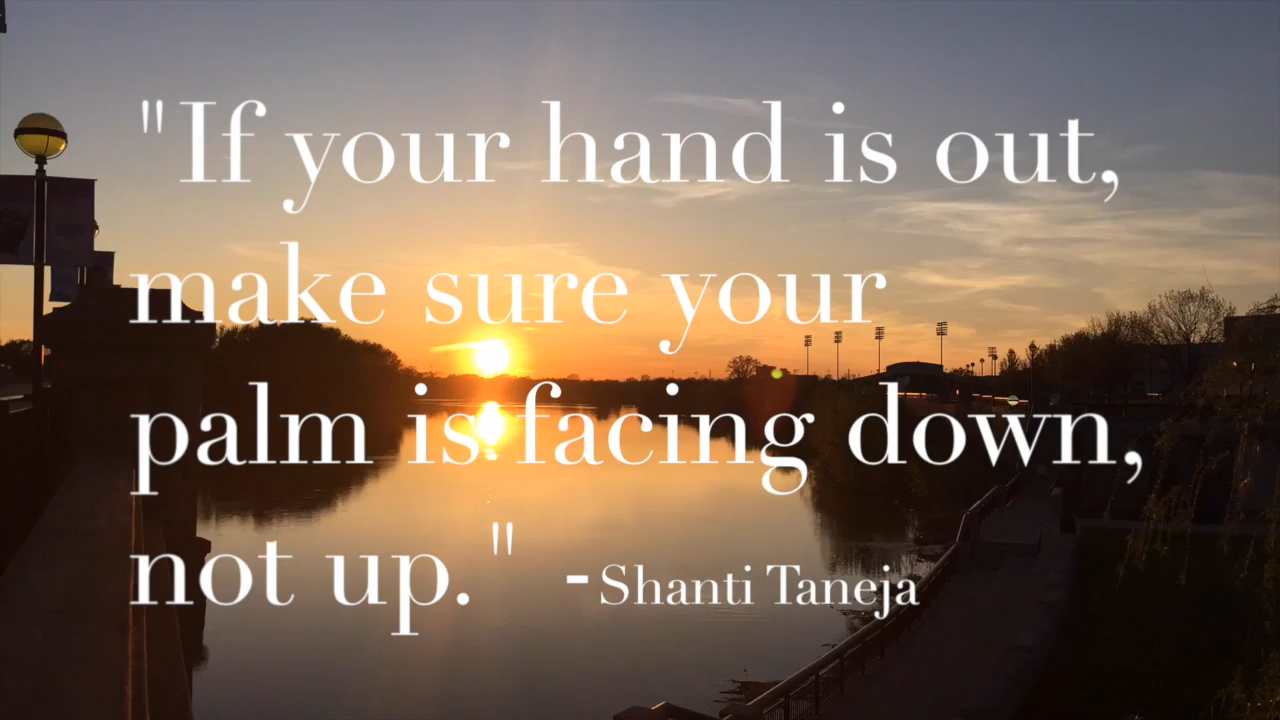 "If your hand is out,
make sure your
palm is facing down,
not up." -Shanti Taneja